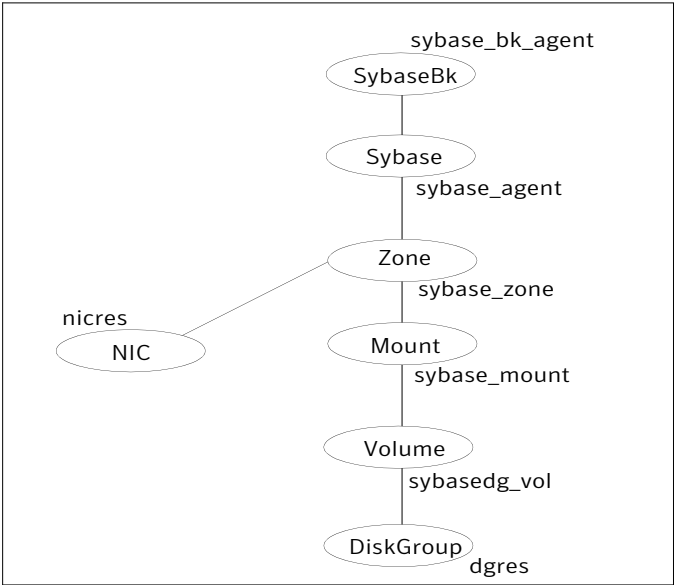 sybase_bk_agent
SybaseBk
Sybase
sybase_agent
Zone
sybase_zone
nicres
NIC
Mount
sybase_mount
Volume
sybasedg_vol
DiskGroup
dgres